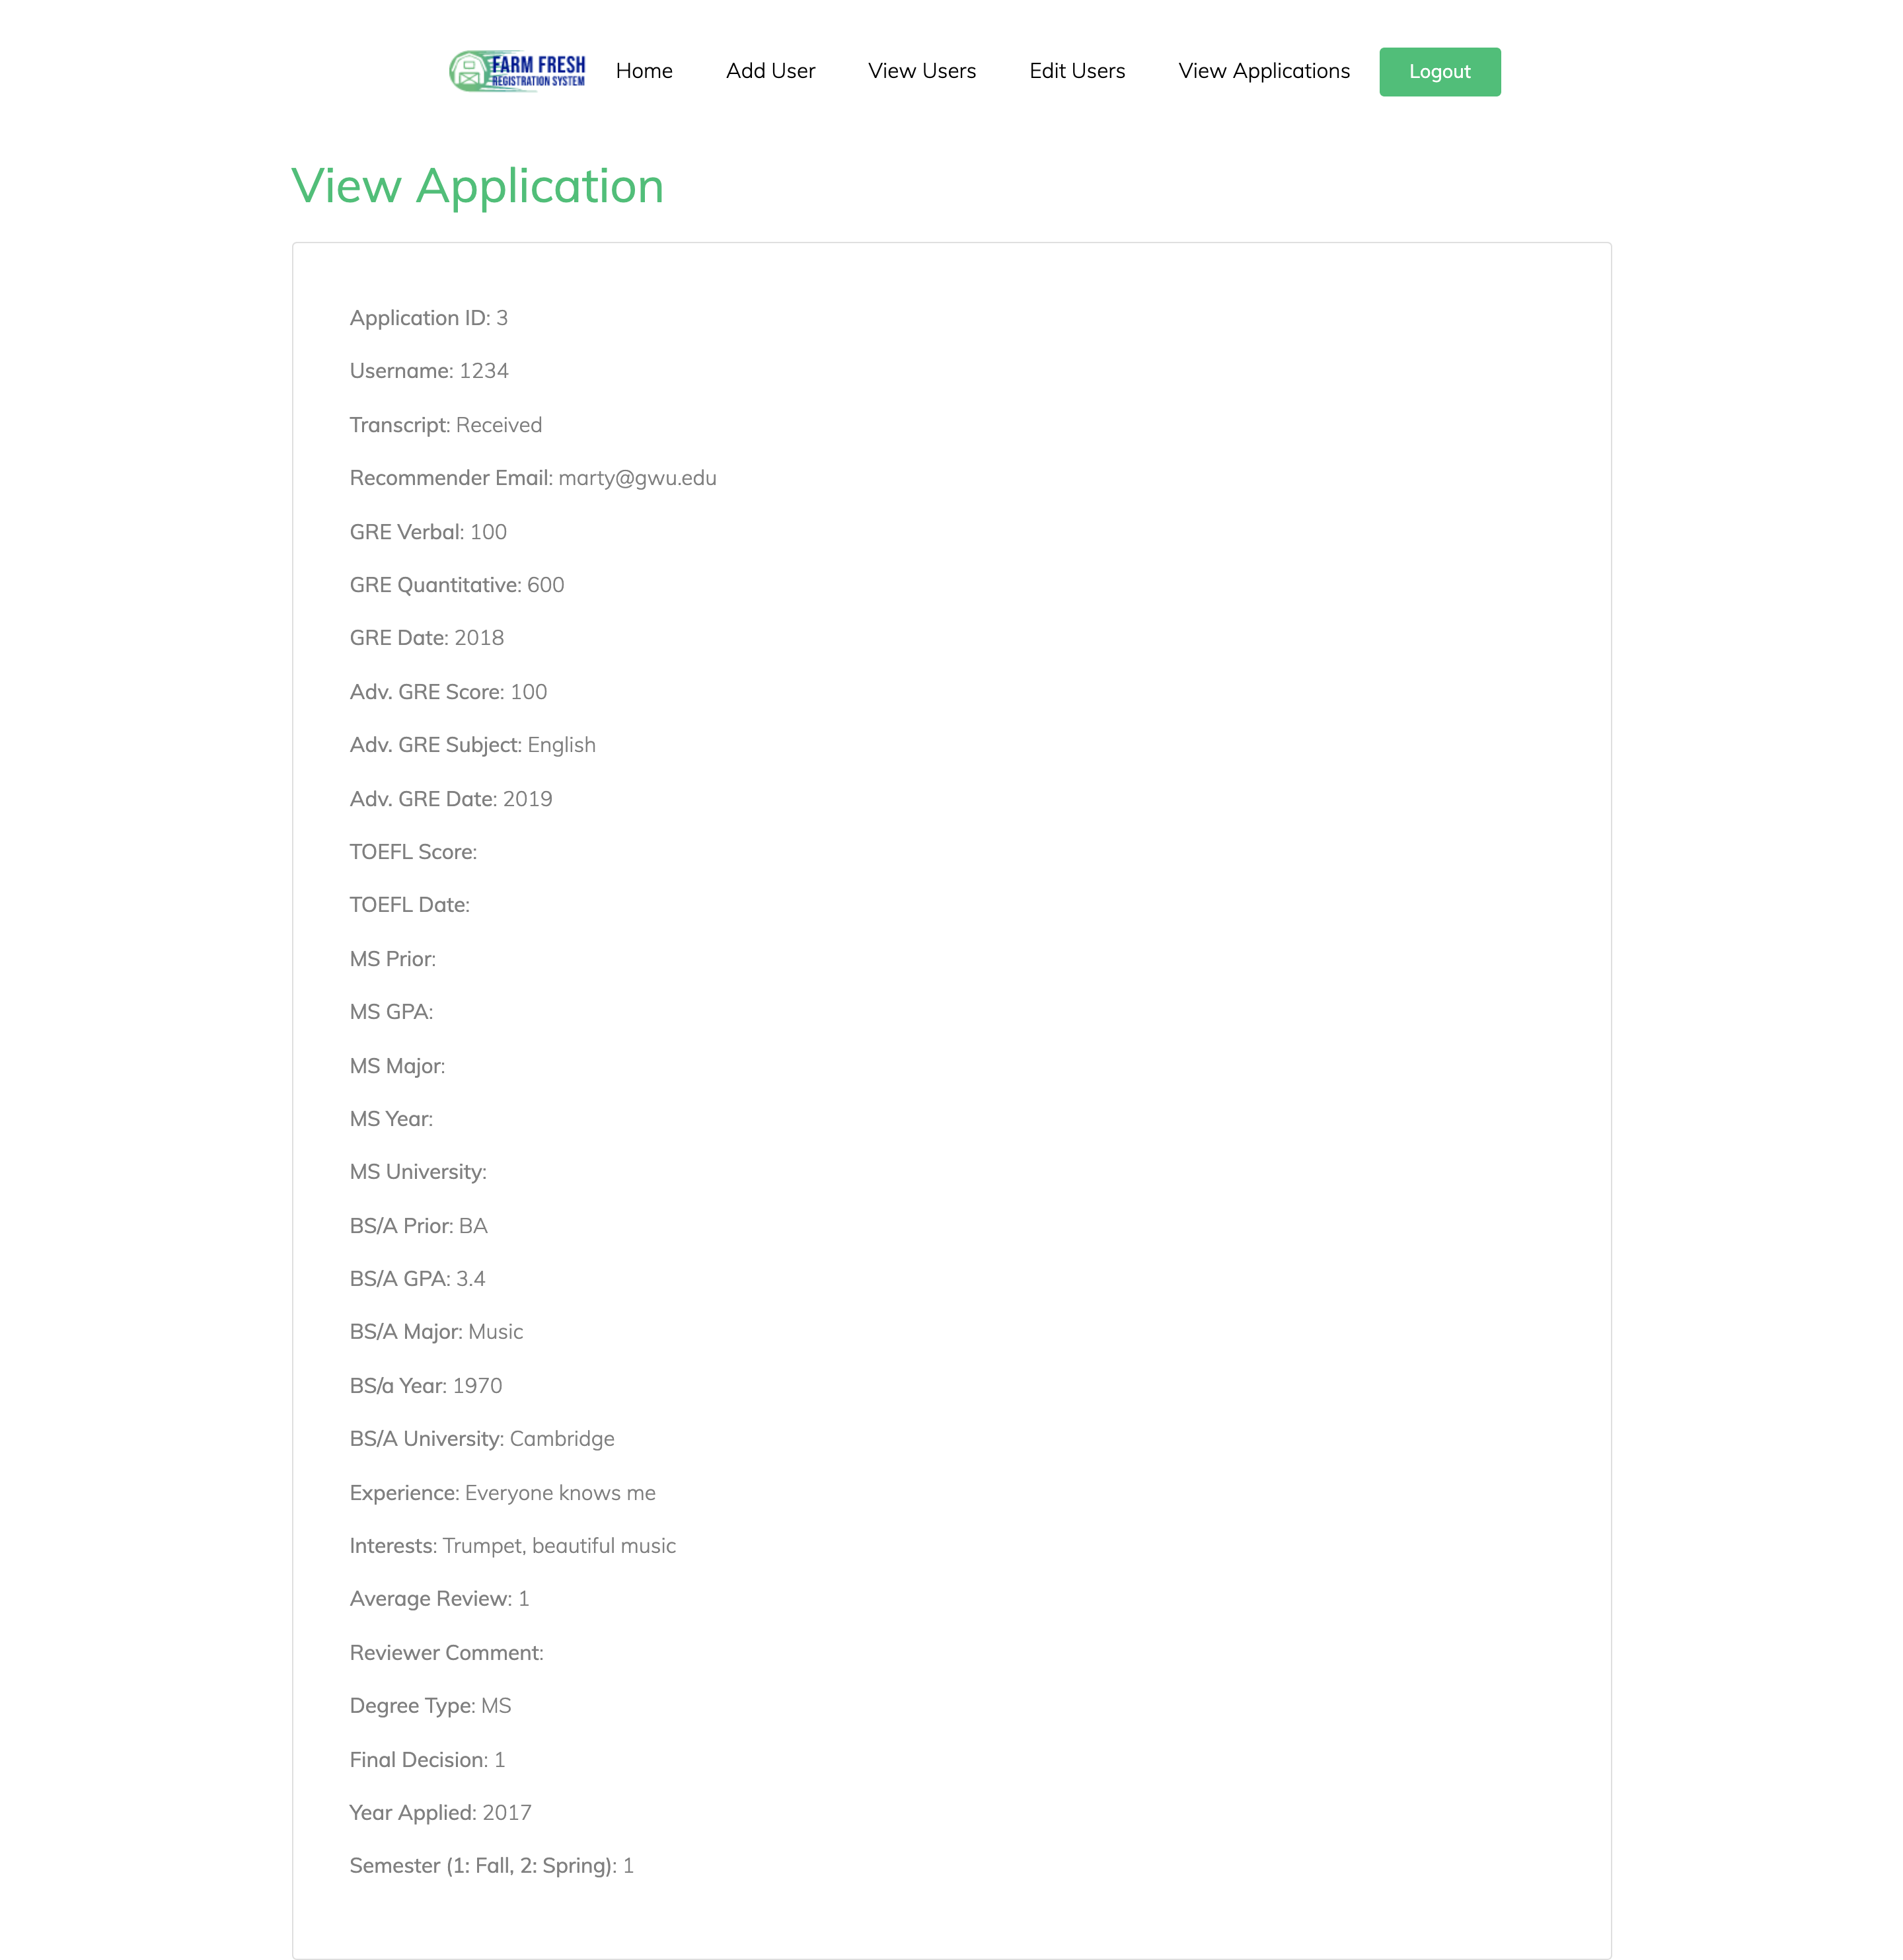 FARM FRESH
REGISTRATION SYSTEM
Home Add User View Users Edit Users View Applications Logout
View Application
Application ID: 3
Username: 1234
Transcript: Received
Recommender Email: marty@gwu.edu
GRE Verbal: 100
GRE Quantitative: 600
GRE Date: 2018
Adv. GRE Score: 100
Adv. GRE Subject: English
Adv. GRE Date: 2019
TOEFL Score:
TOEFL Date:
MS Prior:
MS GPA:
MS Major:
MS Year:
MS University:
BS/A Prior: BA
BS/A GPA: 3.4
BS/A Major: Music
BS/a Year: 1970
BS/A University: Cambridge
Experience: Everyone knows me
Interests: Trumpet, beautiful music
Average Review: 1
Reviewer Comment:
Degree Type: MS
Final Decision: 1
Year Applied: 2017
Semester (1: Fall, 2: Spring): 1